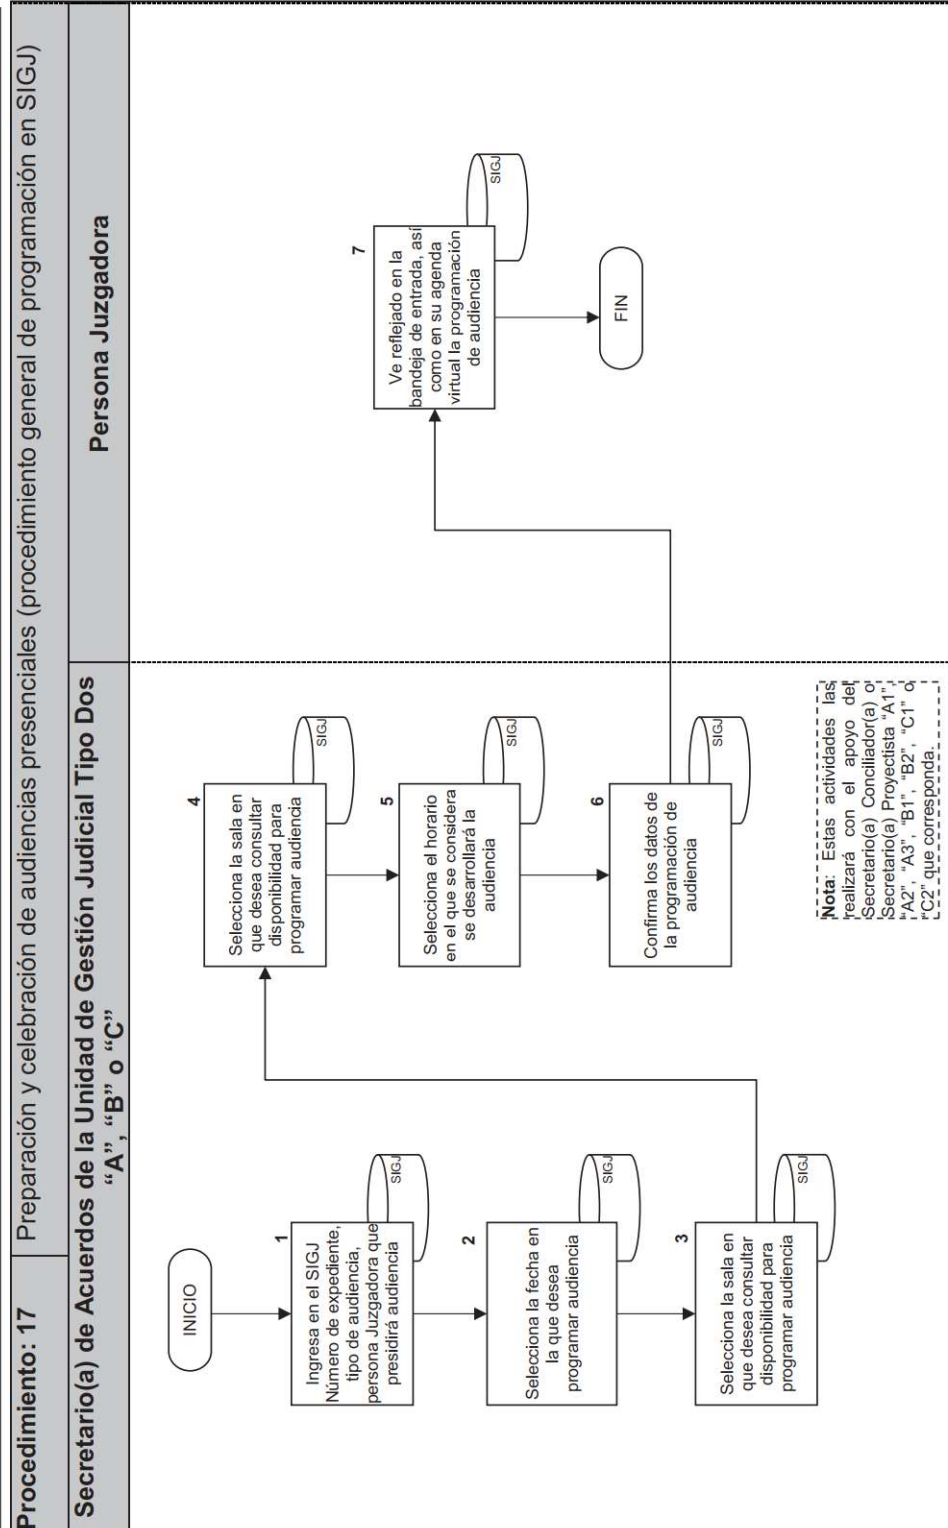 Procedimiento: 17
Preparación y celebración de audiencias presenciales (procedimiento general de programación en SIGJ)
Secretario(a) de Acuerdos de la Unidad de Gestión Judicial Tipo Dos
“A”, “B” o “C”
Persona Juzgadora
INICIO
1
Ingresa en el SIGJ
Número de expediente,
tipo de audiencia,
persona Juzgadora que
presidirá audiencia
SIGJ
2
Selecciona la fecha en
la que desea
programar audiencia
SIGJ
3
Selecciona la sala en
que desea consultar
disponibilidad para
programar audiencia
SIGJ
4
Selecciona la sala en
que desea consultar
disponibilidad para
programar audiencia
SIGJ
5
Selecciona el horario
en el que se considera
se desarrollará la
audiencia
SIGJ
6
Confirma los datos de
la programación de
audiencia
SIGJ
Nota: Estas actividades las
realizará con el apoyo del
Secretario(a) Conciliador(a) o
Secretario(a) Proyectista “A1”,
“A2”, “A3”, “B1”, “B2”, “C1” o
“C2” que corresponda.
7
Ve reflejado en la
bandeja de entrada, así
como en su agenda
virtual la programación
de audiencia
SIGJ
FIN